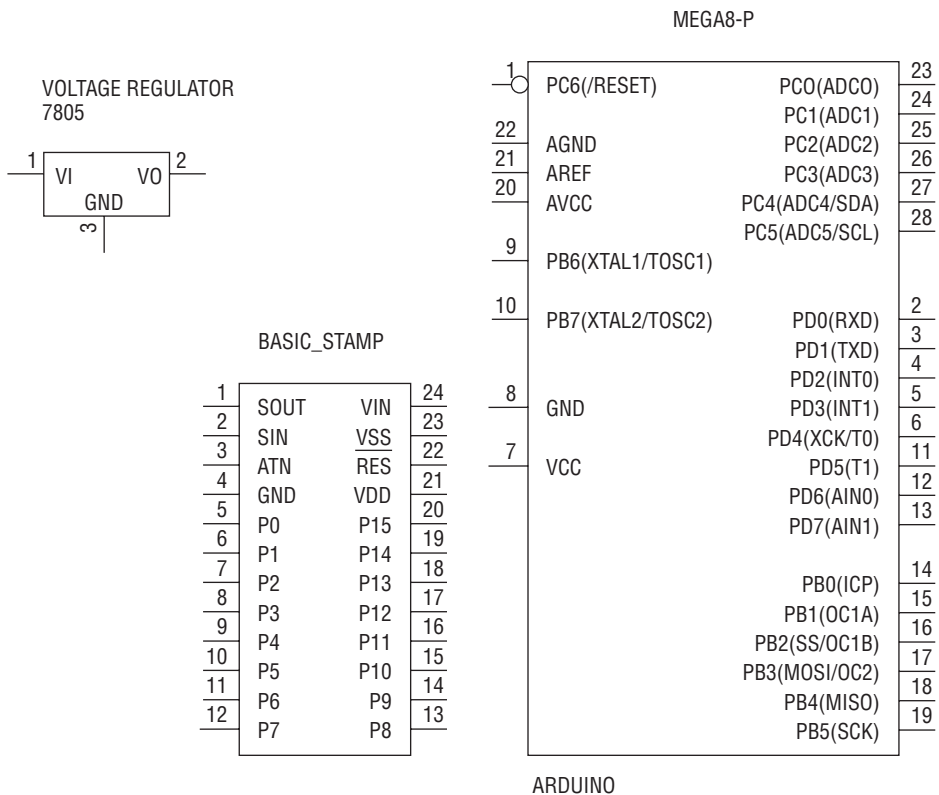 VOLTAGE REGULATOR
7805
1
2
VI VO
GND
3
BASIC_STAMP
1 24
SOUT VIN
2 23
SIN VSS
3 22
ATN RES
4 21
GND VDD
5 20
P0 P15
6 19
P1 P14
7 18
P2 P13
8 17
P3 P12
9 16
P4 P11
10 15
P5 P10
11 14
P6 P9
12 13
P7 P8
MEGA8-P
1 23
PC6(/RESET) PC0(ADC0)
24
PC1(ADC1)
22 25
AGND PC2(ADC2)
21 26
AREF PC3(ADC3)
20 27
AVCC PC4(ADC4/SDA)
28
PC5(ADC5/SCL)
9
PB6(XTAL1/TOSC1)
10 2
PB7(XTAL2/TOSC2) PD0(RXD)
3
PD1(TXD)
4
PD2(INT0)
8 5
GND PD3(INT1)
6
PD4(XCK/T0)
7 11
VCC PD5(T1)
12
PD6(AIN0)
13
PD7(AIN1)
14
PB0(ICP)
15
PB1(OC1A)
16
PB2(SS/OC1B)
17
PB3(MOSI/OC2)
18
PB4(MISO)
19
PB5(SCK)
ARDUINO